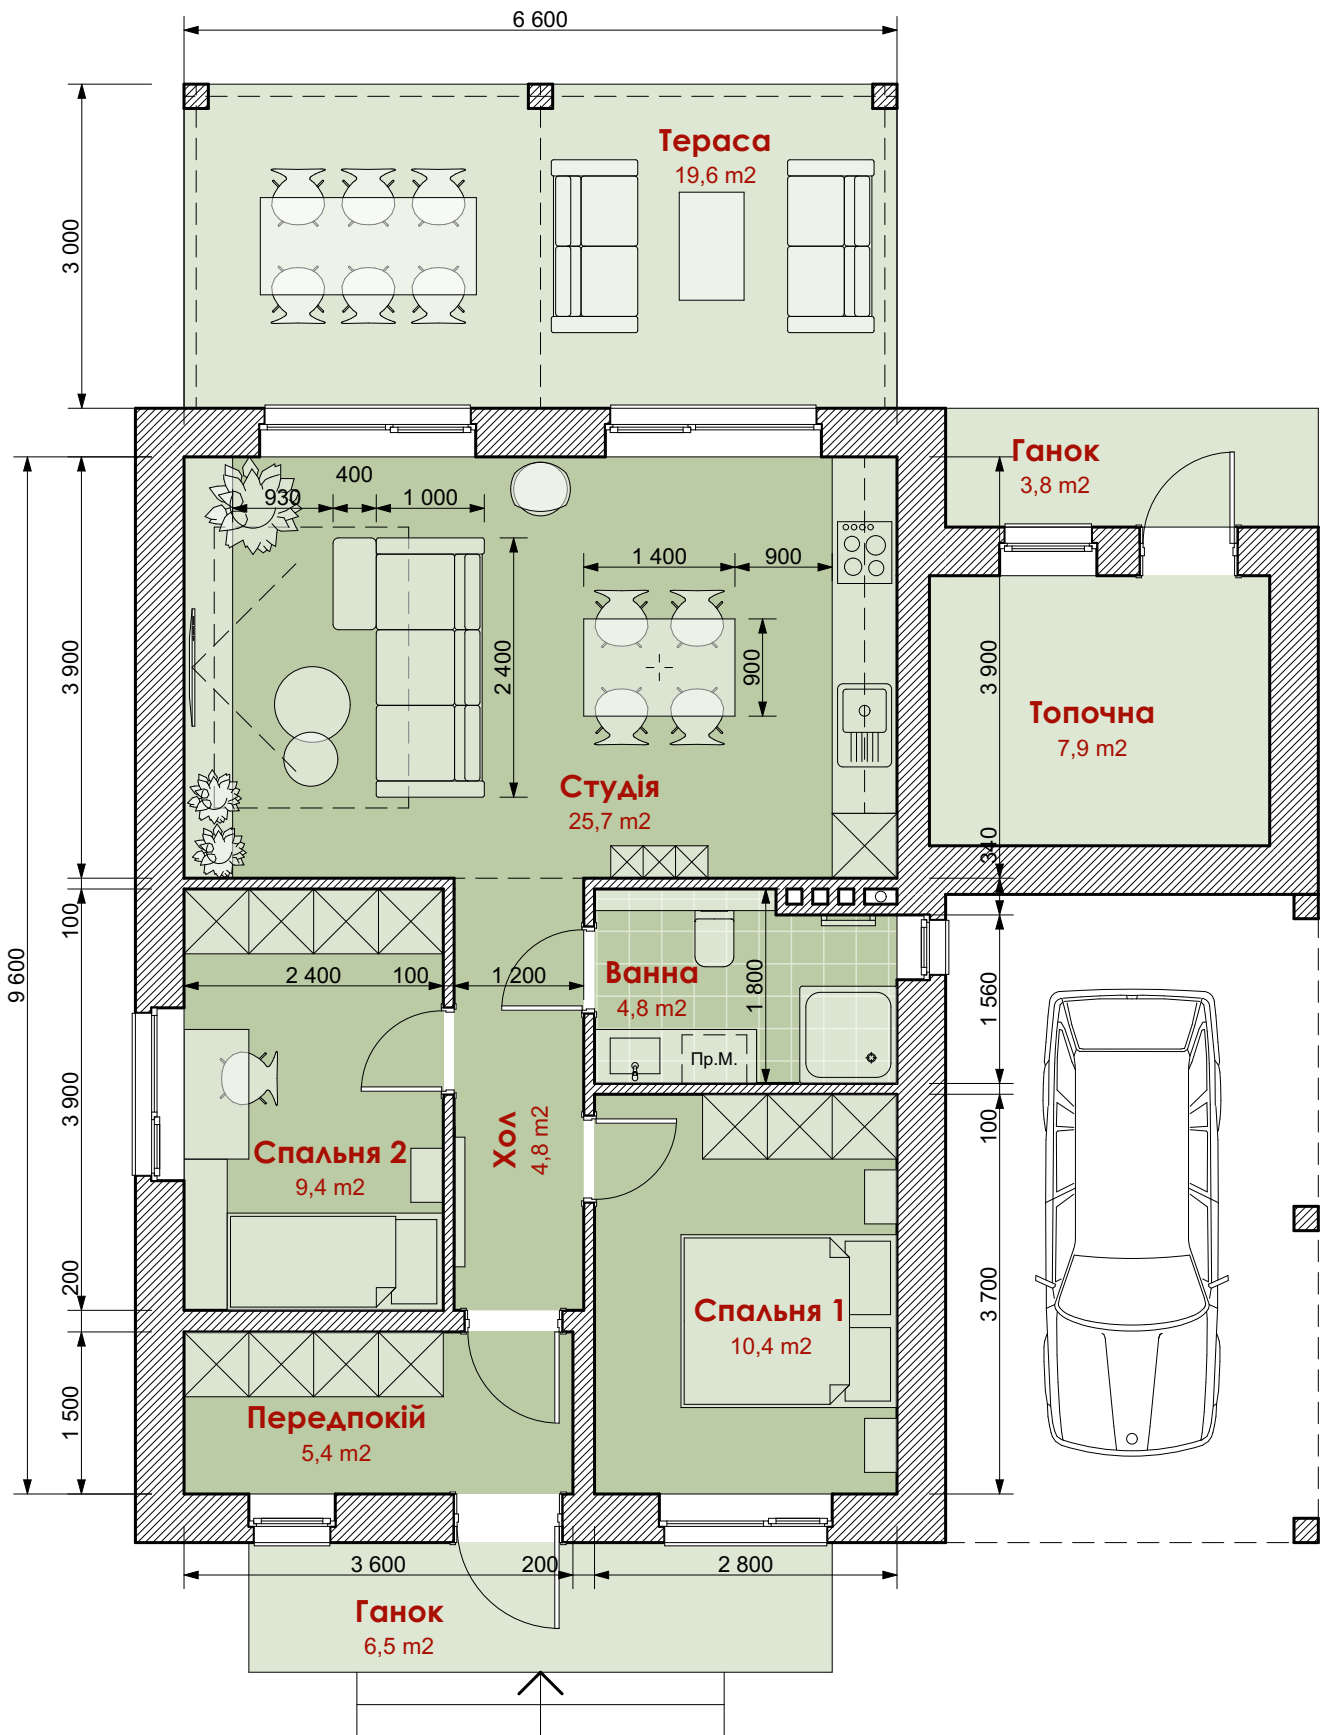 6 600
Тераса
19,6 m2
3 000
Ганок
3,8 m2
400
930
1 000
1 400
900
2 400
900
3 900
3 900
Топочна
7,9 m2
Студія
25,7 m2
340
100
9 600
2 400
100
1 200
Ванна
4,8 m2
1 800
1 560
Пр.М.
3 900
Хол
4,8 m2
100
Спальня 2
9,4 m2
200
3 700
Спальня 1
10,4 m2
1 500
Передпокій
5,4 m2
3 600
200
2 800
Ганок
6,5 m2